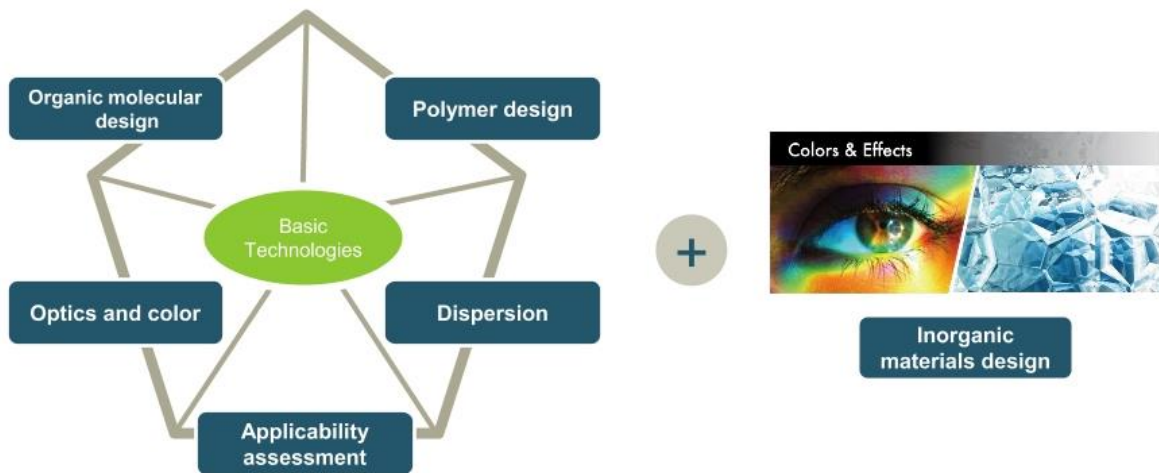 Organic molecular
design
Polymer design
Basic
Technologies
Optics and color
Dispersion
Applicability
assessment
+
Colors & Effects
Inorganic
materials design